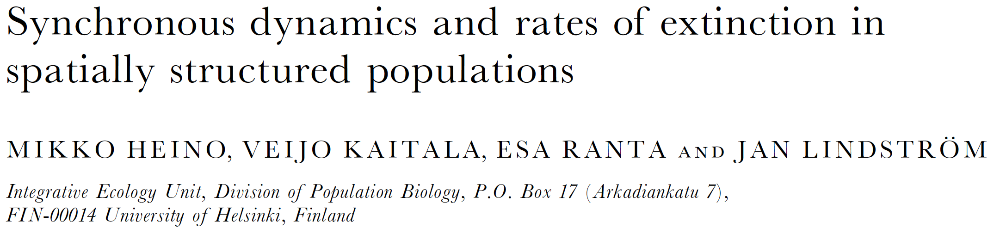 Synchronous dynamics and rates of extinction in
spatially structured populations
MIKKO HEINO, VEIJO KAITALA, ESA RANTA AND JAN LINDSTRÖM
Integrative Ecology Unit, Division of Population Biology, P.O. Box 17 (Arkadiankatu 7),
FIN-00014 University of Helsinki, Finland